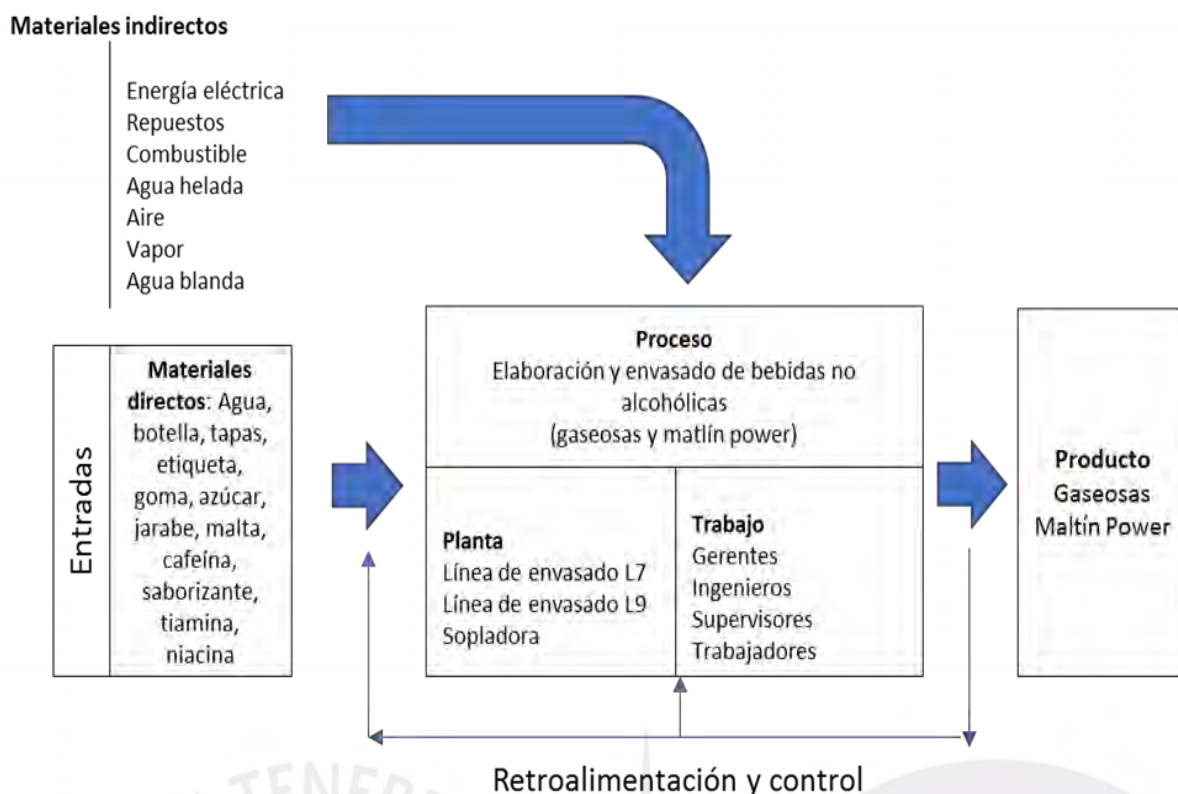 Materiales indirectos
Energía eléctrica
Repuestos
Combustible
Agua helada
Aire
Vapor
Agua blanda
Entradas
Materiales
directos: Agua,
botella, tapas,
etiqueta,
goma, azúcar,
jarabe, malta,
cafeína,
saborizante,
tiamina,
niacina
Proceso
Elaboración y envasado de bebidas no
alcohólicas
(gaseosas y matlín power)
Planta
Línea de envasado L7
Línea de envasado L9
Sopladora
Trabajo
Gerentes
Ingenieros
Supervisores
Trabajadores
Producto
Gaseosas
Maltín Power
Retroalimentación y control